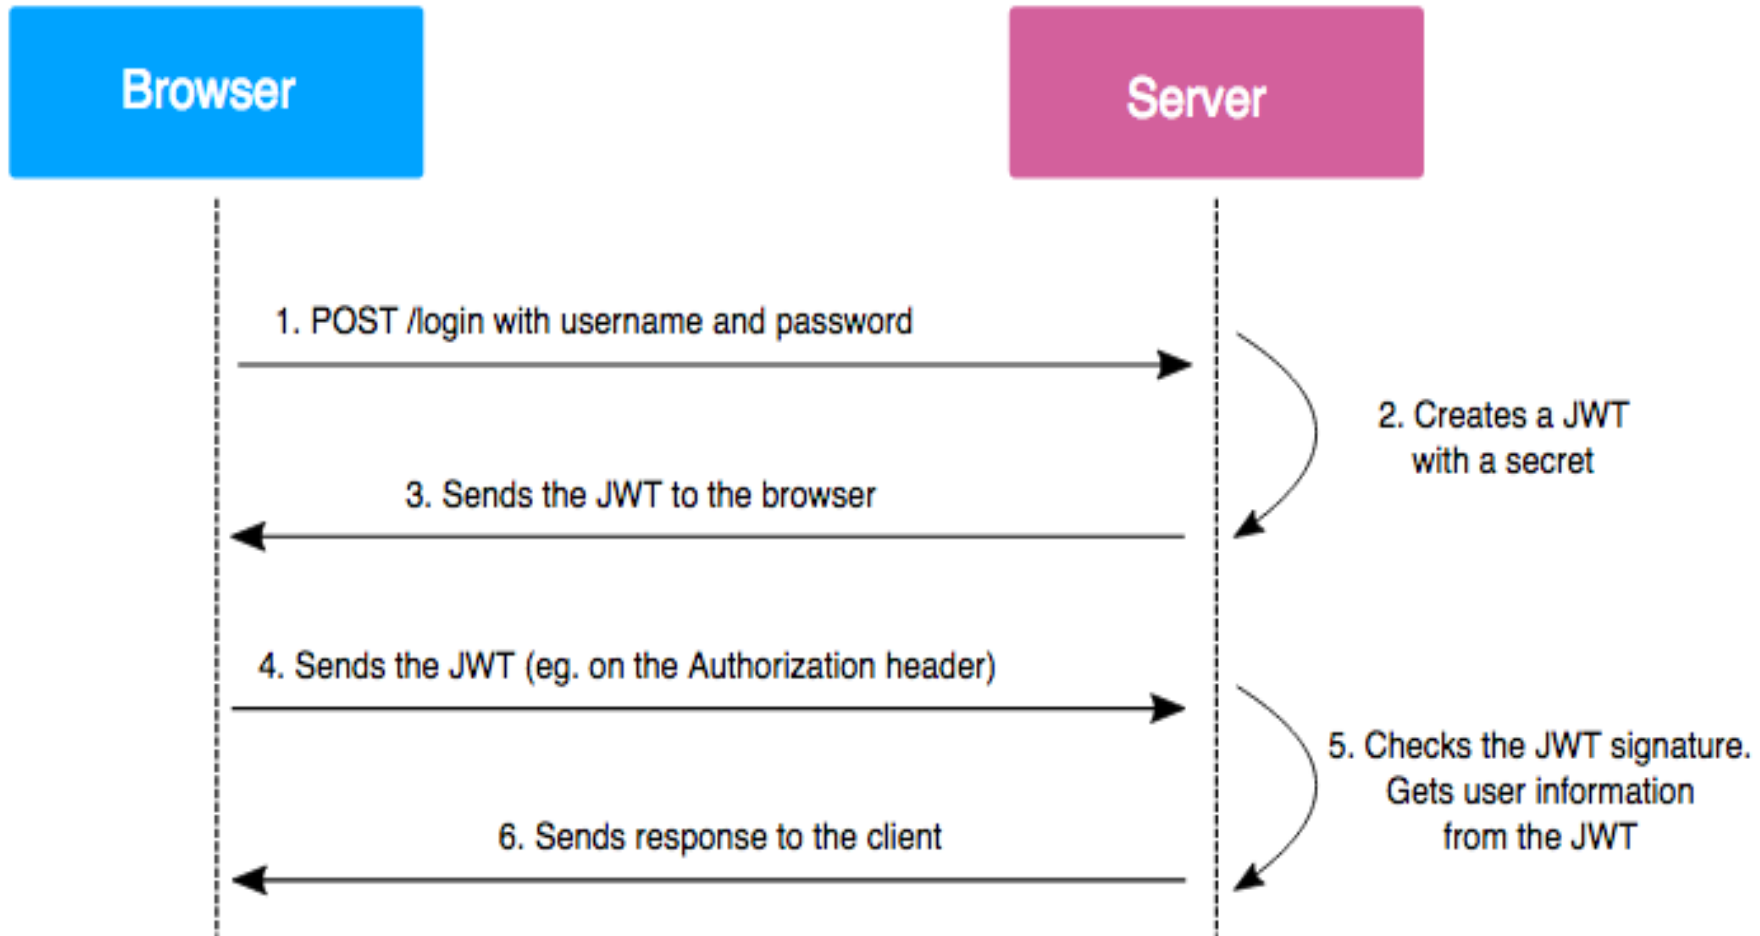 Browser
Server
1. POST /login with username and password
2. Creates a JWT
with a secret
3. Sends the JWT to the browser
4. Sends the JWT (eg. on the Authorization header)
5. Checks the JWT signature.
Gets user information
from the JWT
6. Sends response to the client